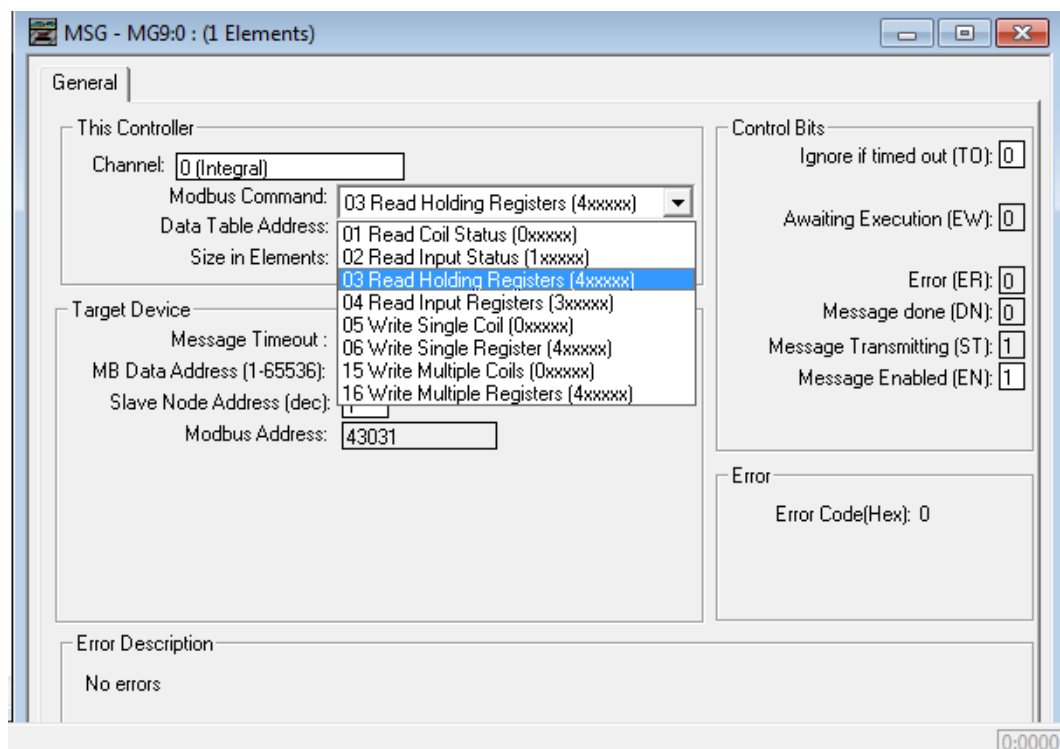 MSG - MG9:0 : (1 Elements)
General
This Controller
Channel: 0 (Integral)
Modbus Command: 03 Read Holding Registers (4xxxxx)
Data Table Address:
Size in Elements:
01 Read Coil Status (0xxxxx)
02 Read Input Status (1xxxxx)
03 Read Holding Registers (4xxxxx)
04 Read Input Registers (3xxxxx)
05 Write Single Coil (0xxxxx)
06 Write Single Register (4xxxxx)
15 Write Multiple Coils (0xxxxx)
16 Write Multiple Registers (4xxxxx)
Target Device
Message Timeout :
MB Data Address (1-65536):
Slave Node Address (dec):
Modbus Address: 43031
Control Bits
Ignore if timed out (TO): 0
Awaiting Execution (EW): 0
Error (ER): 0
Message done (DN): 0
Message Transmitting (ST): 1
Message Enabled (EN): 1
Error
Error Code(Hex): 0
Error Description
No errors
0:0000